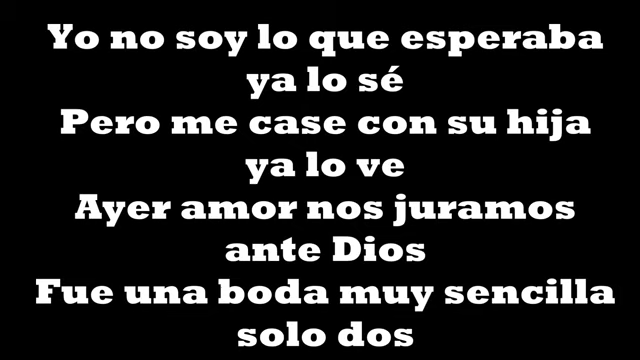 Yo no soy lo que esperaba
ya lo sé
Pero me case con su hija
ya lo ve
Ayer amor nos juramos
ante Dios
Fue una boda muy sencilla
solo dos